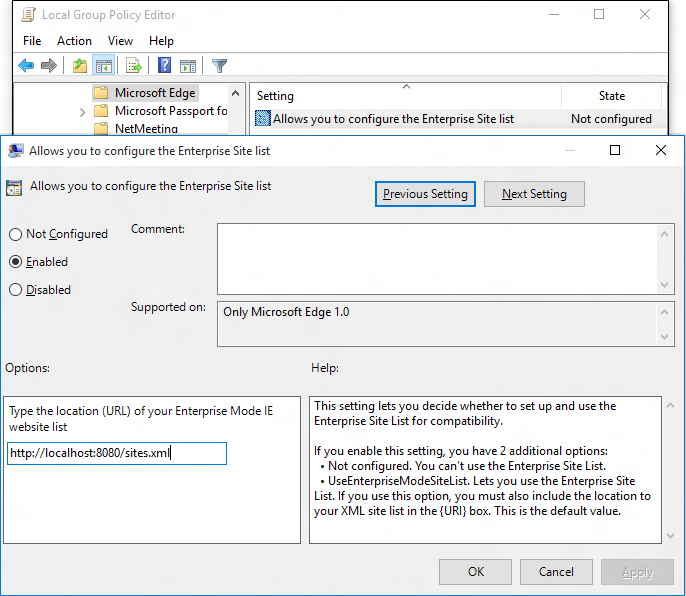 Local Group Policy Editor
File Action View Help
Microsoft Edge
Microsoft Passport fo
NetMeeting
Setting State
Allows you to configure the Enterprise Site list Not configured
Allows you to configure the Enterprise Site list
Allows you to configure the Enterprise Site list
Previous Setting Next Setting
Not Configured
Enabled
Disabled
Comment:
Supported on: Only Microsoft Edge 1.0
Options: Help:
Type the location (URL) of your Enterprise Mode IE
website list
http://localhost:8080/sites.xml
This setting lets you decide whether to set up and use the
Enterprise Site List for compatibility.
If you enable this setting, you have 2 additional options:
• Not configured. You can't use the Enterprise Site List.
• UseEnterpriseModeSiteList. Lets you use the Enterprise Site
List. If you use this option, you must also include the location to
your XML site list in the {URI} box. This is the default value.
OK Cancel Apply